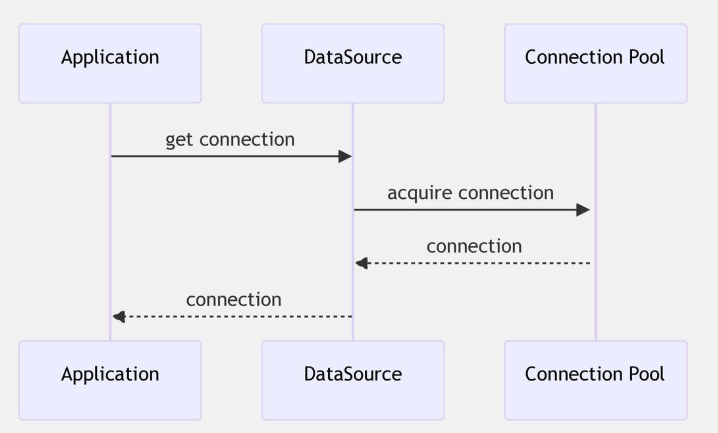 Application
DataSource
Connection Pool
get connection
acquire connection
connection
connection
Application
DataSource
Connection Pool